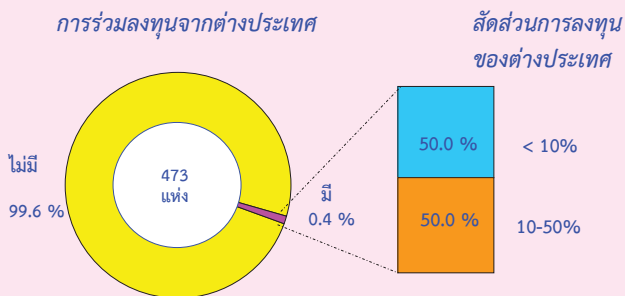 การร่วมลงทุนจากต่างประเทศ
สัดส่วนการลงทุน
ของต่างประเทศ
ไม่มี
99.6 %
473
แห่ง
มี
0.4 %
50.0 %
< 10%
50.0 %
10-50%